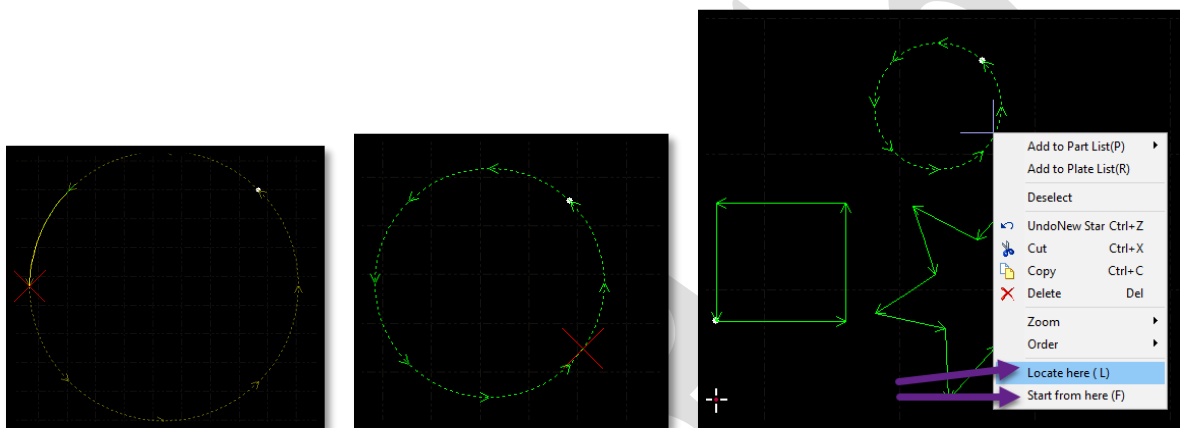 Add to Part List(P)
Add to Plate List(R)
Deselect
UndoNew Star Ctrl+Z
Cut Ctrl+X
Copy Ctrl+C
Delete Del
Zoom
Order
Locate here ( L)
Start from here (F)